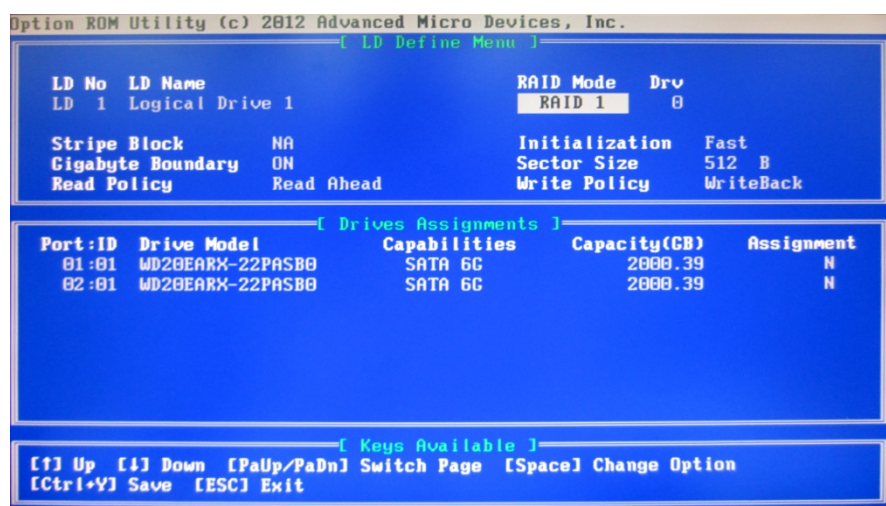 Option ROM Utility (c) 2012 Advanced Micro Devices, Inc.
[ LD Define Menu ]
LD No LD Name RAID Mode Drv
LD 1 Logical Drive 1 RAID 1 0
Stripe Block NA Initialization Fast
Gigabyte Boundary ON Sector Size 512 B
Read Policy Read Ahead Write Policy WriteBack
[ Drives Assignments ]
Port:ID Drive Model Capabilities Capacity(GB) Assignment
01:01 WD20EARX-22PASB0 SATA 6G 2000.39 N
02:01 WD20EARX-22PASB0 SATA 6G 2000.39 N
[ Keys Available ]
[↑] Up [↓] Down [PaUp/PaDn] Switch Page [Space] Change Option
[Ctrl+Y] Save [ESC] Exit